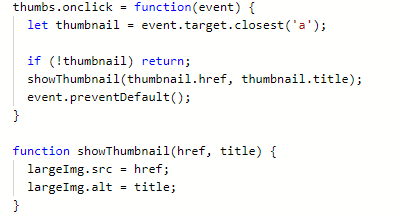 thumbs.onclick = function(event) {
  let thumbnail = event.target.closest('a');

  if (!thumbnail) return;
  showThumbnail(thumbnail.href, thumbnail.title);
  event.preventDefault();
}

function showThumbnail(href, title) {
  largeImg.src = href;
  largeImg.alt = title;
}